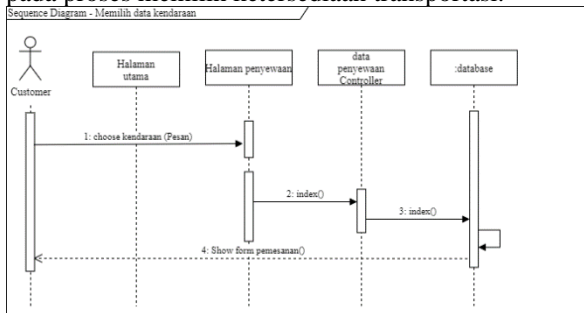 pada proses memilih ketersediaan transportasi.
Sequence Diagram - Memilih data kendaraan
Customer
Halaman
utama
Halaman penyewaan
data
penyewaan
Controller
:database
1: choose kendaraan (Pesan)
2: index()
3: index()
4: Show form pemesanan()